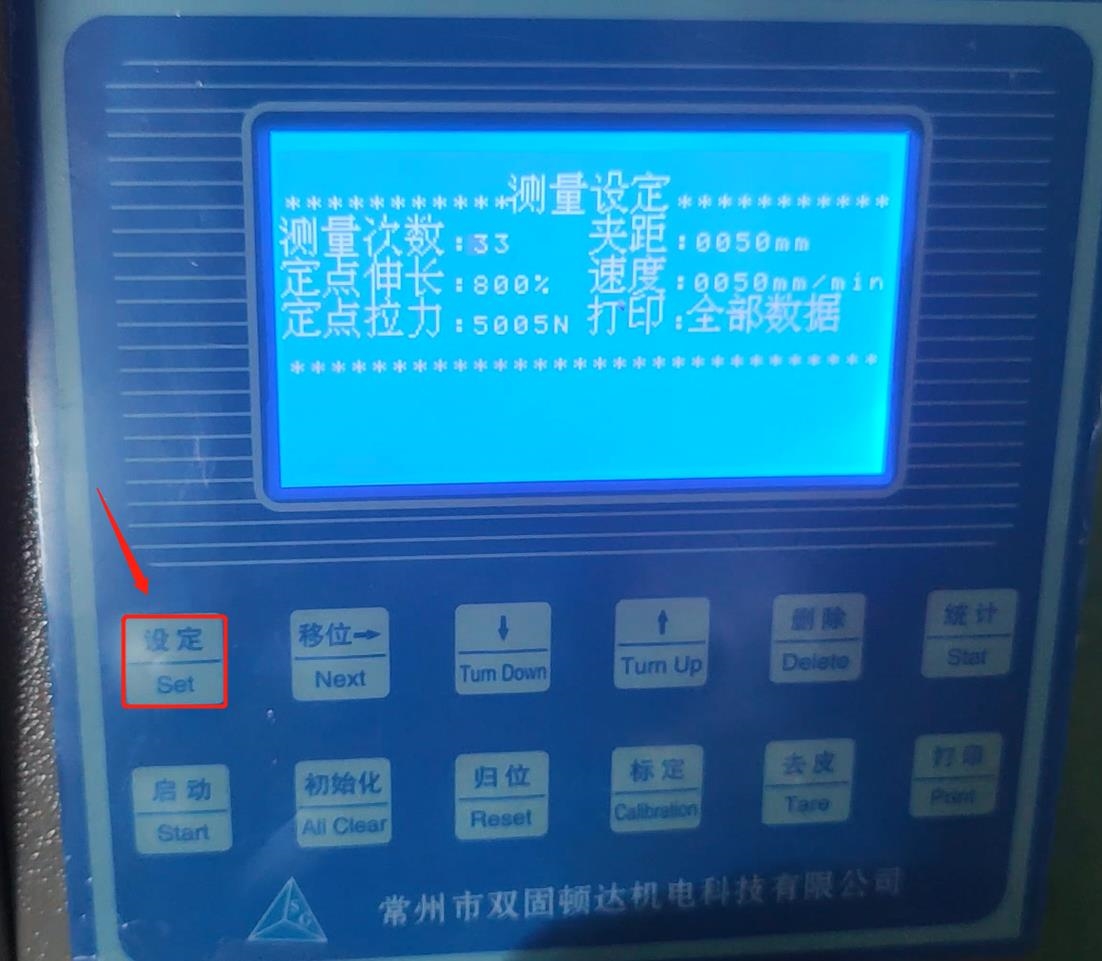 ***********测量设定***********
测量次数:33 夹距:0050mm
定点伸长:800% 速度:0050mm/min
定点拉力:5005N 打印:全部数据
*****************************
设定 移位→ ↓ ↑ 删除 统计
Set Next Turn Down Turn Up Delete Stat
启动 初始化 归位 标定 去皮 打印
Start All Clear Reset Calibration Tare Print
SG 常州市双固顿达机电科技有限公司